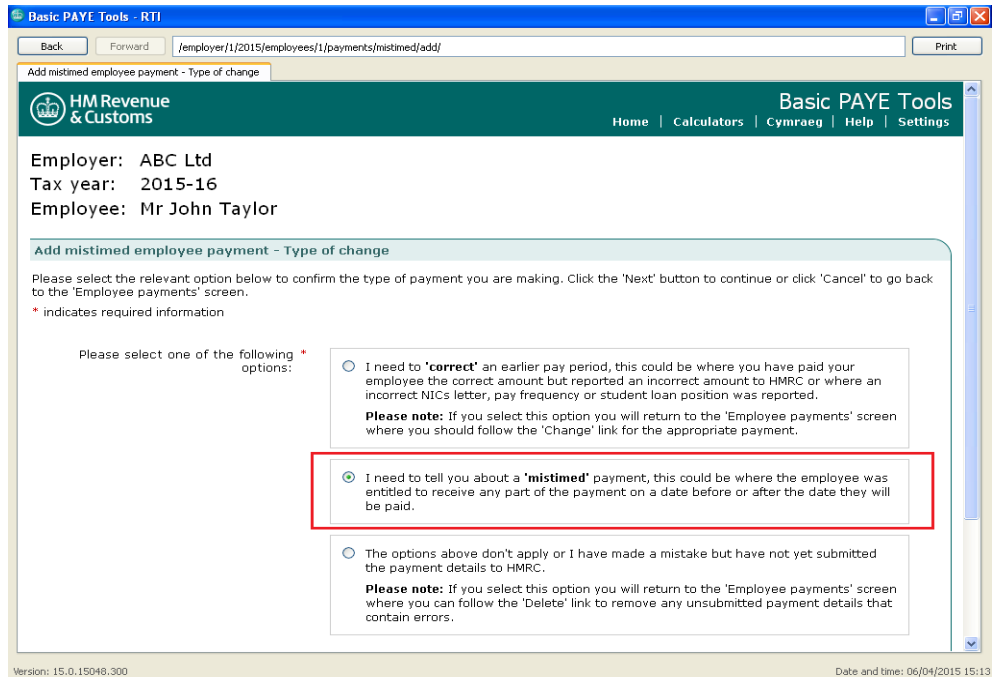 Basic PAYE Tools - RTI
Back Forward /employer/1/2015/employees/1/payments/mistimed/add/ Print
Add mistimed employee payment - Type of change
HM Revenue
& Customs
Basic PAYE Tools
Home | Calculators | Cymraeg | Help | Settings
Employer: ABC Ltd
Tax year: 2015-16
Employee: Mr John Taylor
Add mistimed employee payment - Type of change
Please select the relevant option below to confirm the type of payment you are making. Click the 'Next' button to continue or click 'Cancel' to go back
to the 'Employee payments' screen.
* indicates required information
Please select one of the following *
options:
I need to 'correct' an earlier pay period, this could be where you have paid your
employee the correct amount but reported an incorrect amount to HMRC or where an
incorrect NICs letter, pay frequency or student loan position was reported.
Please note: If you select this option you will return to the 'Employee payments' screen
where you should follow the 'Change' link for the appropriate payment.
I need to tell you about a 'mistimed' payment, this could be where the employee was
entitled to receive any part of the payment on a date before or after the date they will
be paid.
The options above don't apply or I have made a mistake but have not yet submitted
the payment details to HMRC.
Please note: If you select this option you will return to the 'Employee payments' screen
where you can follow the 'Delete' link to remove any unsubmitted payment details that
contain errors.
Version: 15.0.15048.300
Date and time: 06/04/2015 15:13